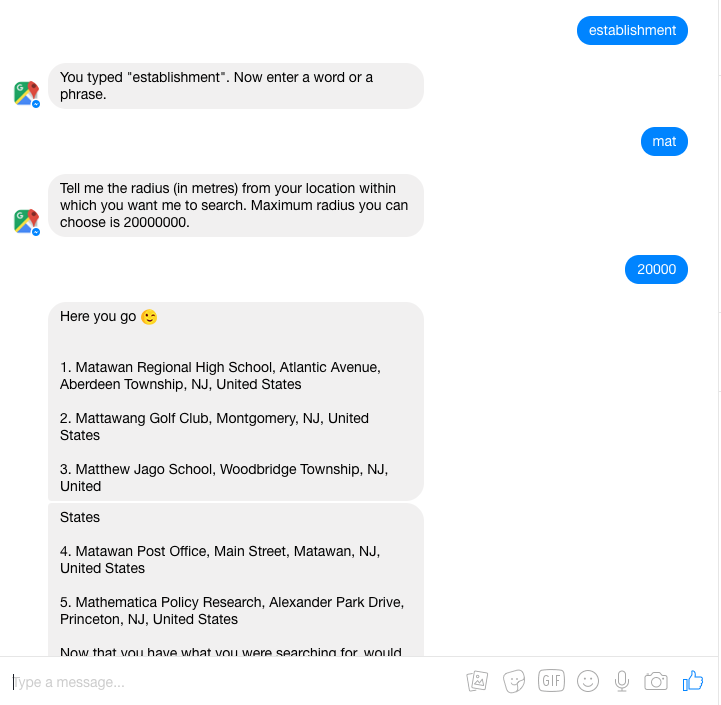 establishment
You typed "establishment". Now enter a word or a
phrase.
mat
Tell me the radius (in metres) from your location within
which you want me to search. Maximum radius you can
choose is 20000000.
20000
Here you go 😉
1. Matawan Regional High School, Atlantic Avenue,
Aberdeen Township, NJ, United States
2. Mattawang Golf Club, Montgomery, NJ, United
States
3. Matthew Jago School, Woodbridge Township, NJ,
United
States
4. Matawan Post Office, Main Street, Matawan, NJ,
United States
5. Mathematica Policy Research, Alexander Park Drive,
Princeton, NJ, United States
Now that you have what you were searching for, would
Type a message...
GIF